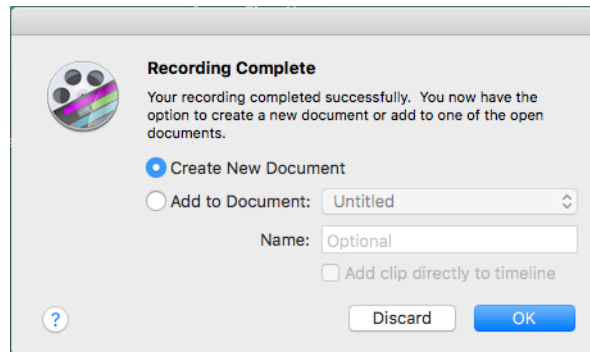 Recording Complete
Your recording completed successfully.  You now have the
option to create a new document or add to one of the open
documents.
Create New Document
Add to Document: Untitled
Name: Optional
Add clip directly to timeline
? Discard OK